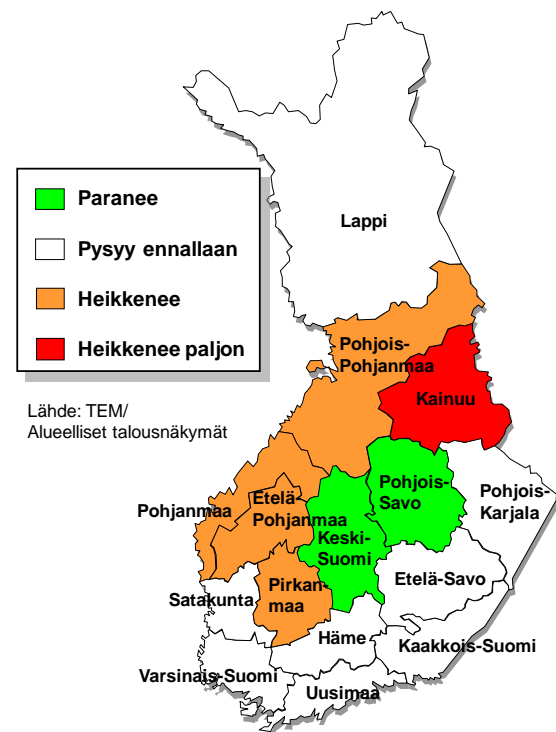 Paranee
Pysyy ennallaan
Heikkenee
Heikkenee paljon
Lähde: TEM/
Alueelliset talousnäkymät
Lappi
Pohjois-
Pohjanmaa
Kainuu
Pohjois-
Savo
Pohjois-
Karjala
Pohjanmaa
Etelä-
Pohjanmaa
Keski-
Suomi
Etelä-Savo
Pirkan-
maa
Satakunta
Häme
Kaakkois-Suomi
Varsinais-Suomi
Uusimaa